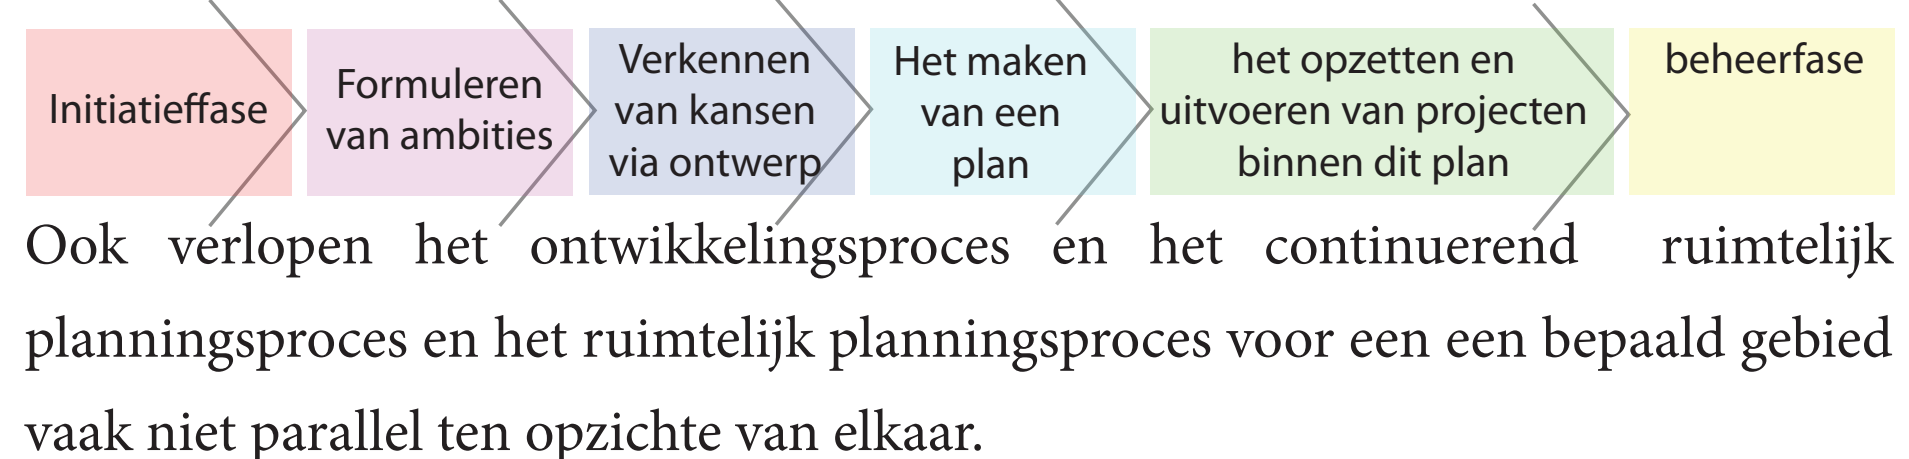 Initiatieffase
Formuleren
van ambities
Verkennen
van kansen
via ontwerp
Het maken
van een
plan
het opzetten en
uitvoeren van projecten
binnen dit plan
beheerfase
Ook verlopen het ontwikkelingsproces en het continuerend ruimtelijk
planningsproces en het ruimtelijk planningsproces voor een een bepaald gebied
vaak niet parallel ten opzichte van elkaar.